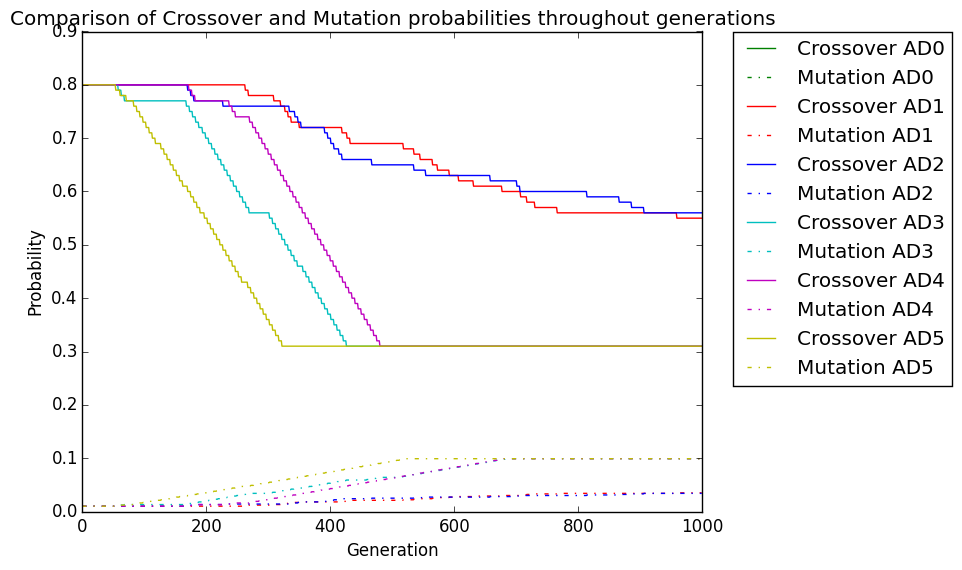 Comparison of Crossover and Mutation probabilities throughout generations
0.9
0.8
0.7
0.6
0.5
0.4
0.3
0.2
0.1
0.0
Probability
0
200
400
600
800
1000
Generation
Crossover AD0
Mutation AD0
Crossover AD1
Mutation AD1
Crossover AD2
Mutation AD2
Crossover AD3
Mutation AD3
Crossover AD4
Mutation AD4
Crossover AD5
Mutation AD5